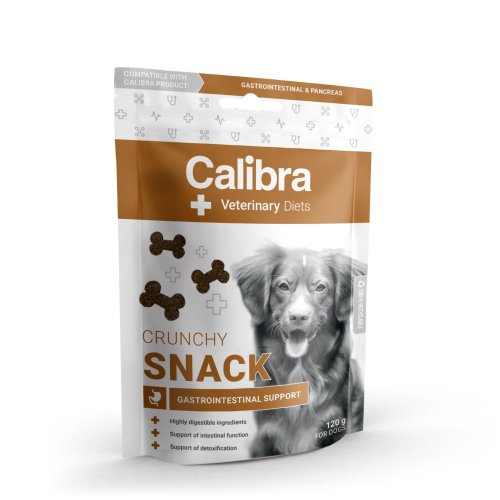 COMPATIBLE WITH
CALIBRA PRODUCT:
GASTROINTESTINAL & PANCREAS
Calibra
Veterinary Diets
CRUNCHY
SNACK
GASTROINTESTINAL SUPPORT
Highly digestible ingredients
Support of intestinal function
Support of detoxification
120 g
FOR DOGS